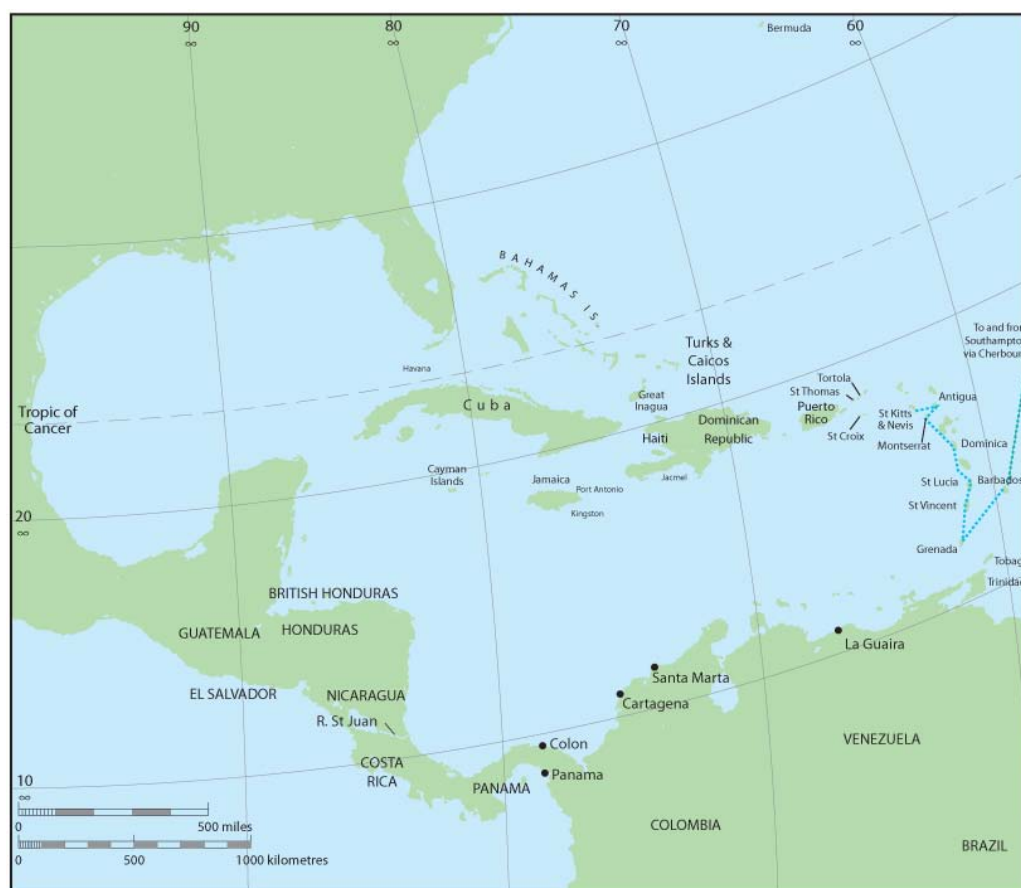 90
∞
80
∞
70
∞
60
∞
Bermuda
BAHAMAS IS
To and from
Southampto
via Cherbour
Turks &
Caicos
Islands
Havana
Cuba
Great
Inagua
Tortola
St Thomas
Puerto
Rico
St Croix
Antigua
St Kitts
& Nevis
Montserrat
Dominica
Tropic of
Cancer
Haiti
Dominican
Republic
Jacmel
Cayman
Islands
Jamaica
Port Antonio
Kingston
St Lucia
Barbados
St Vincent
Grenada
Tobag
Trinidad
20
∞
BRITISH HONDURAS
GUATEMALA
HONDURAS
EL SALVADOR
NICARAGUA
R. St Juan
COSTA
RICA
La Guaira
Santa Marta
Cartagena
Colon
Panama
PANAMA
VENEZUELA
COLOMBIA
BRAZIL
10
∞
0
500 miles
0
500
1000 kilometres